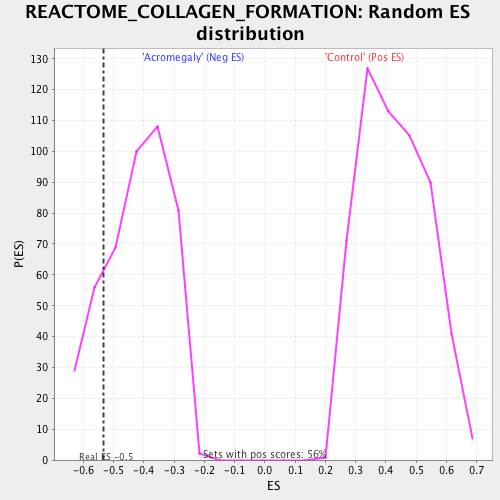 REACTOME_COLLAGEN_FORMATION: Random ES
distribution
'Acromegaly' (Neg ES)
'Control' (Pos ES)
130
120
110
100
90
80
70
60
50
40
30
20
10
0
P(ES)
Real ES -0.5
Sets with pos scores: 56%
-0.6 -0.5 -0.4 -0.3 -0.2 -0.1 0.0 0.1 0.2 0.3 0.4 0.5 0.6 0.7
ES